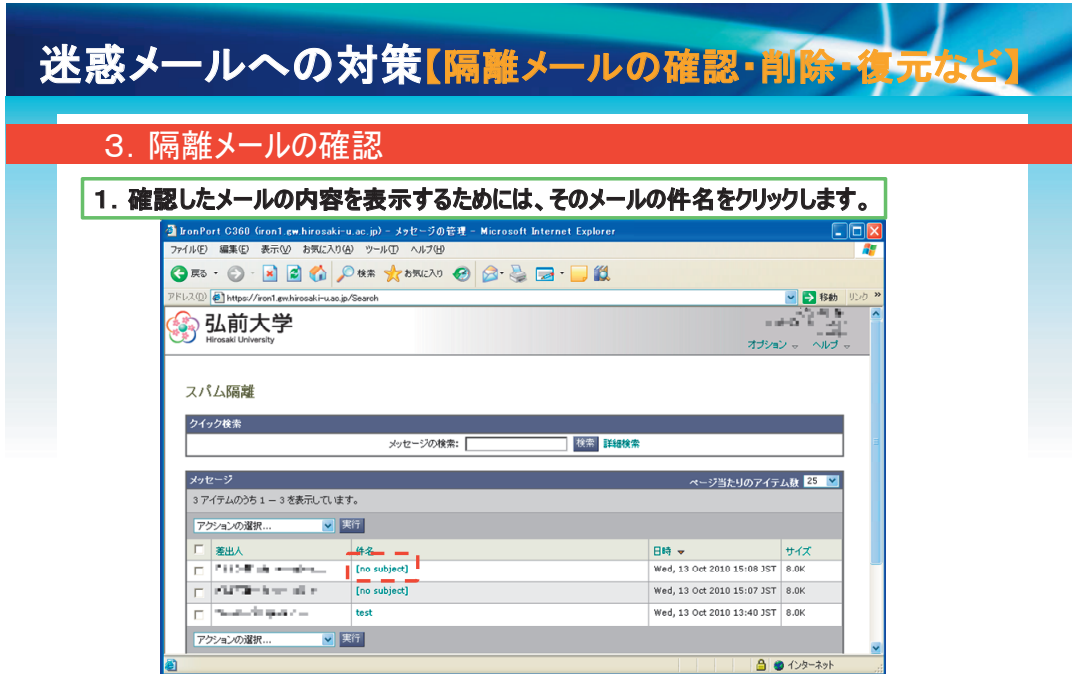 迷惑メールへの対策【隔離メールの確認・削除・復元など】
３．隔離メールの確認
１．確認したメールの内容を表示するためには、そのメールの件名をクリックします。
IronPort C360 (iron1.gw.hirosaki-u.ac.jp) - メッセージの管理 - Microsoft Internet Explorer
ファイル(F) 編集(E) 表示(V) お気に入り(A) ツール(T) ヘルプ(H)
戻る 検索 お気に入り
アドレス(D) https://iron1.gw.hirosaki-u.ac.jp/Search 移動 リンク »
弘前大学
Hirosaki University
オプション ヘルプ
スパム隔離
クイック検索
メッセージの検索: 検索 詳細検索
メッセージ ページ当たりのアイテム数 25
3 アイテムのうち 1 － 3 を表示しています。
アクションの選択... 実行
差出人 件名 日時 サイズ
[no subject] Wed, 13 Oct 2010 15:08 JST 8.0K
[no subject] Wed, 13 Oct 2010 15:07 JST 8.0K
test Wed, 13 Oct 2010 13:40 JST 8.0K
アクションの選択... 実行
インターネット